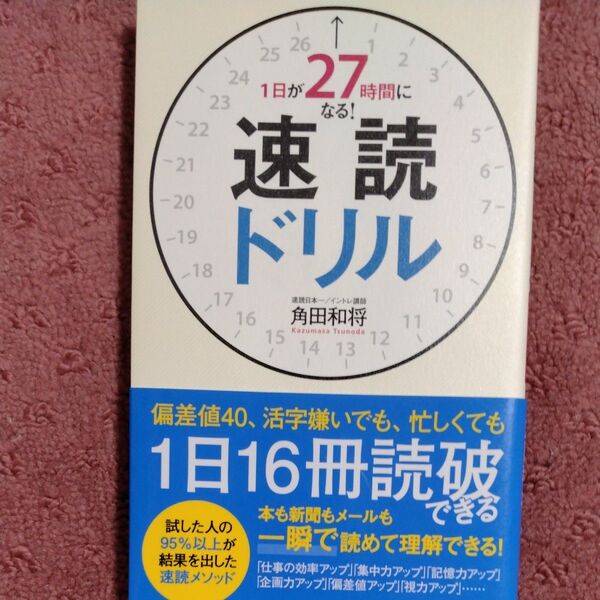 1日が27時間に
なる!
速読
ドリル
速読日本一/イントレ講師
角田和将
Kazumasa Tsunoda
1
2
3
4
5
6
7
8
9
10
11
12
13
14
15
16
17
18
19
20
21
22
23
24
25
26
偏差値40、活字嫌いでも、忙しくても
1日16冊読破
できる
試した人の
95%以上が
結果を出した
速読メソッド
本も新聞もメールも
一瞬で読めて理解できる!
「仕事の効率アップ」「集中力アップ」「記憶力アップ」
「企画力アップ」「偏差値アップ」「視力アップ」……